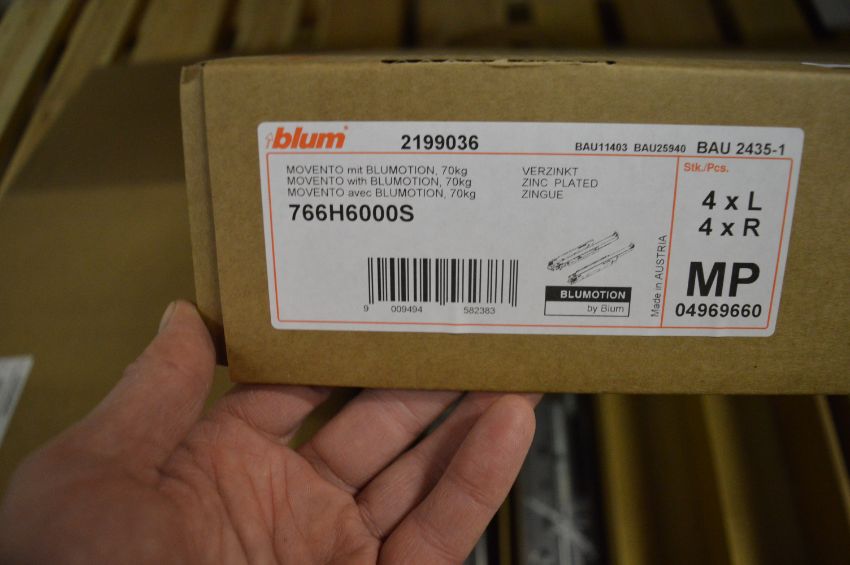 blum
2199036
BAU11403 BAU25940 BAU 2435-1
MOVENTO mit BLUMOTION, 70kg
MOVENTO with BLUMOTION, 70kg
MOVENTO avec BLUMOTION, 70kg
766H6000S
VERZINKT
ZINC PLATED
ZINGUE
9 009494 582383
BLUMOTION
by Blum
Made in AUSTRIA
Stk./Pcs.
4 x L
4 x R
MP
04969660